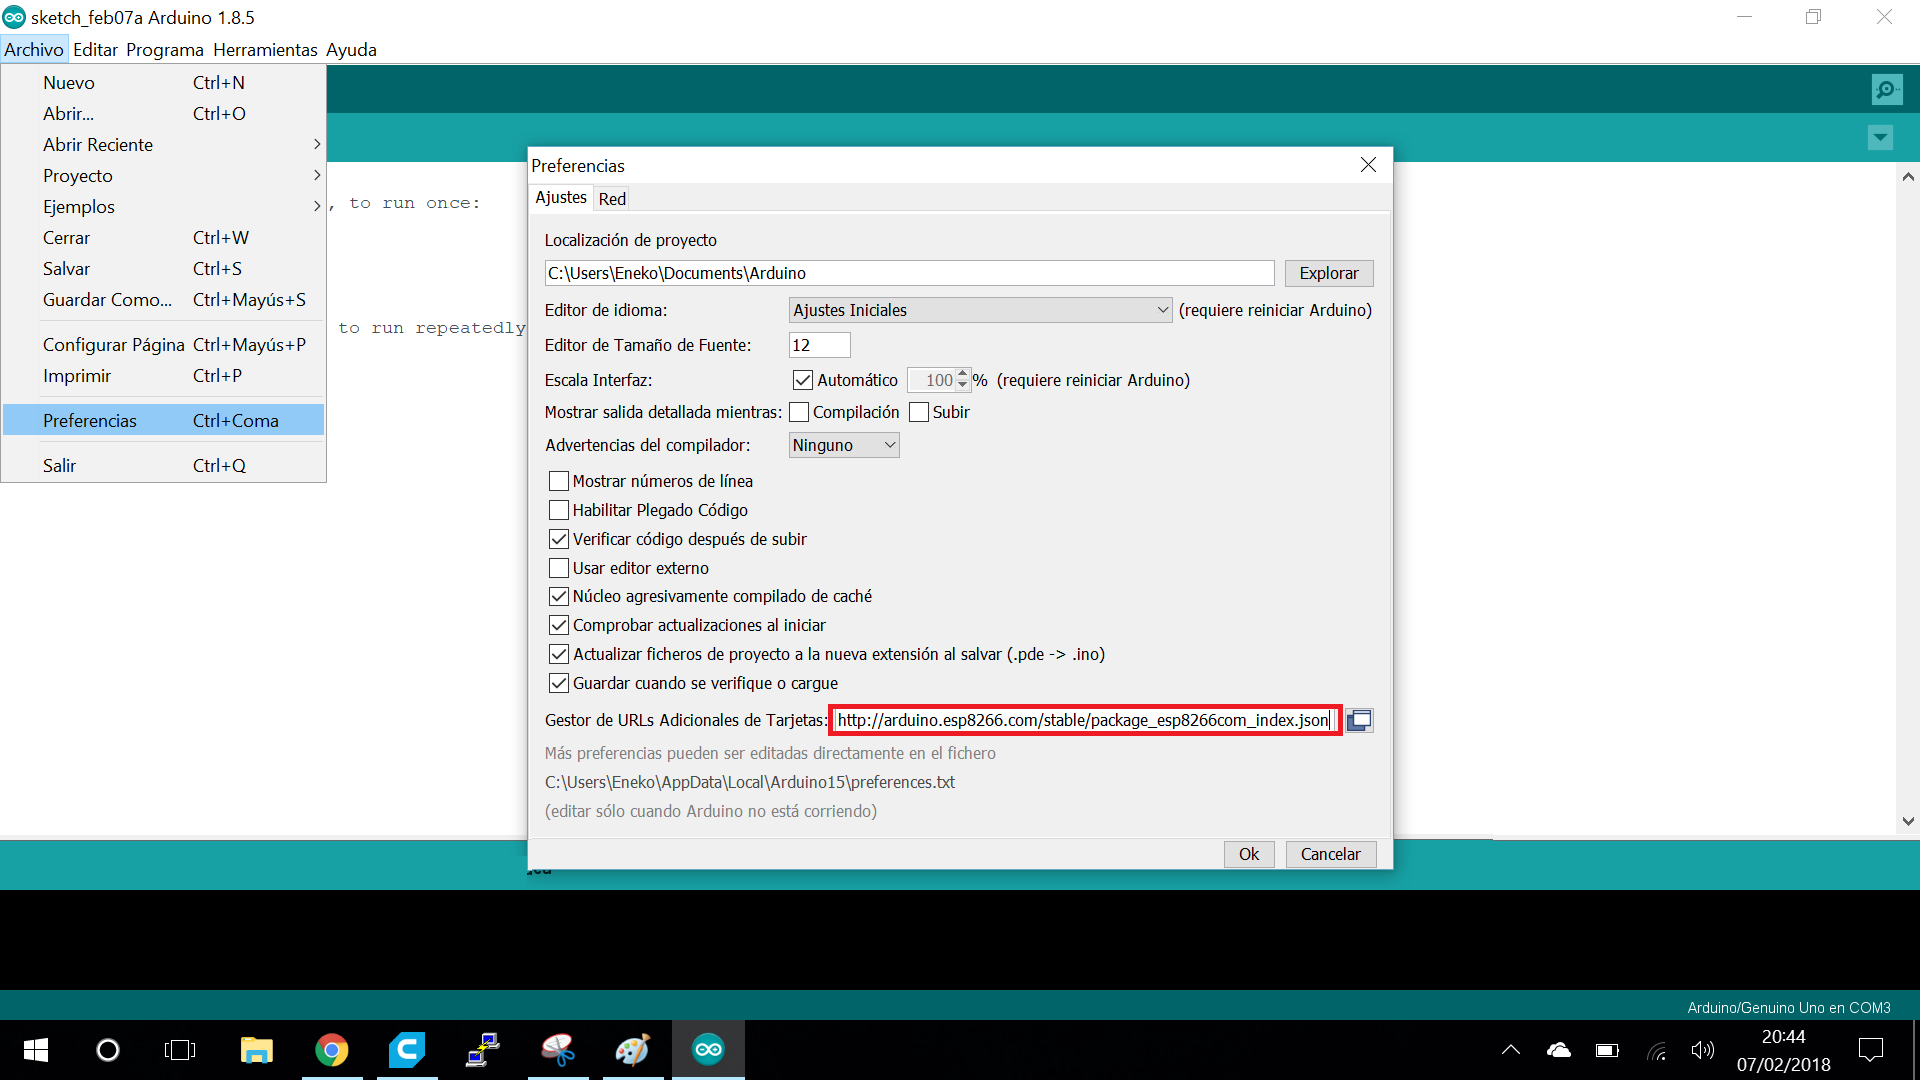 sketch_feb07a Arduino 1.8.5
Archivo Editar Programa Herramientas Ayuda
Nuevo Ctrl+N
Abrir... Ctrl+O
Abrir Reciente
Proyecto
Ejemplos
Cerrar Ctrl+W
Salvar Ctrl+S
Guardar Como... Ctrl+Mayús+S
Configurar Página Ctrl+Mayús+P
Imprimir Ctrl+P
Preferencias Ctrl+Coma
Salir Ctrl+Q
, to run once:
to run repeatedly
Preferencias
Ajustes Red
Localización de proyecto
C:\Users\Eneko\Documents\Arduino Explorar
Editor de idioma: Ajustes Iniciales (requiere reiniciar Arduino)
Editor de Tamaño de Fuente: 12
Escala Interfaz: Automático 100 % (requiere reiniciar Arduino)
Mostrar salida detallada mientras: Compilación Subir
Advertencias del compilador: Ninguno
Mostrar números de línea
Habilitar Plegado Código
Verificar código después de subir
Usar editor externo
Núcleo agresivamente compilado de caché
Comprobar actualizaciones al iniciar
Actualizar ficheros de proyecto a la nueva extensión al salvar (.pde -> .ino)
Guardar cuando se verifique o cargue
Gestor de URLs Adicionales de Tarjetas: http://arduino.esp8266.com/stable/package_esp8266com_index.json
Más preferencias pueden ser editadas directamente en el fichero
C:\Users\Eneko\AppData\Local\Arduino15\preferences.txt
(editar sólo cuando Arduino no está corriendo)
Ok Cancelar
Arduino/Genuino Uno en COM3
20:44
07/02/2018